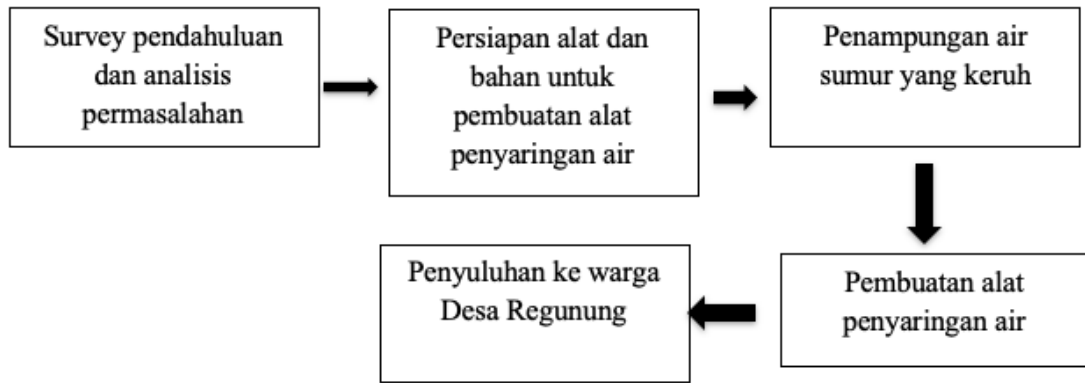 Survey pendahuluan
dan analisis
permasalahan
Persiapan alat dan
bahan untuk
pembuatan alat
penyaringan air
Penampungan air
sumur yang keruh
Pembuatan alat
penyaringan air
Penyuluhan ke warga
Desa Regunung